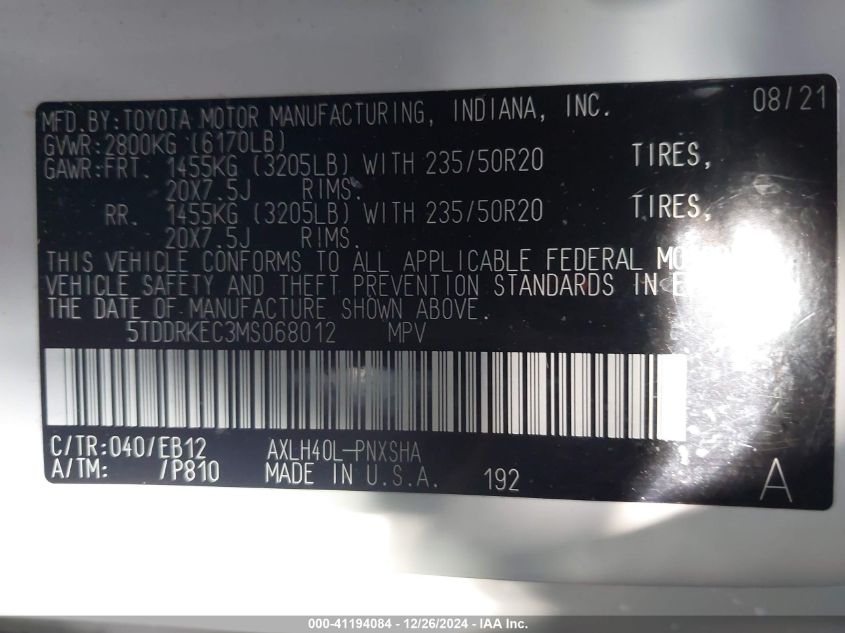 MFD.BY:TOYOTA MOTOR MANUFACTURING, INDIANA, INC. 08/21
GVWR:2800KG (6170LB)
GAWR:FRT. 1455KG (3205LB) WITH 235/50R20 TIRES,
20X7.5J RIMS.
RR. 1455KG (3205LB) WITH 235/50R20 TIRES,
20X7.5J RIMS.
THIS VEHICLE CONFORMS TO ALL APPLICABLE FEDERAL
VEHICLE SAFETY AND THEFT PREVENTION STANDARDS IN
THE DATE OF MANUFACTURE SHOWN ABOVE.
5TDDRKEC3MS068012 MPV
C/TR:040/EB12 AXLH40L-PNXSHA
A/TM: /P810 MADE IN U.S.A. 192 A
000-41194084 - 12/26/2024 - IAA Inc.